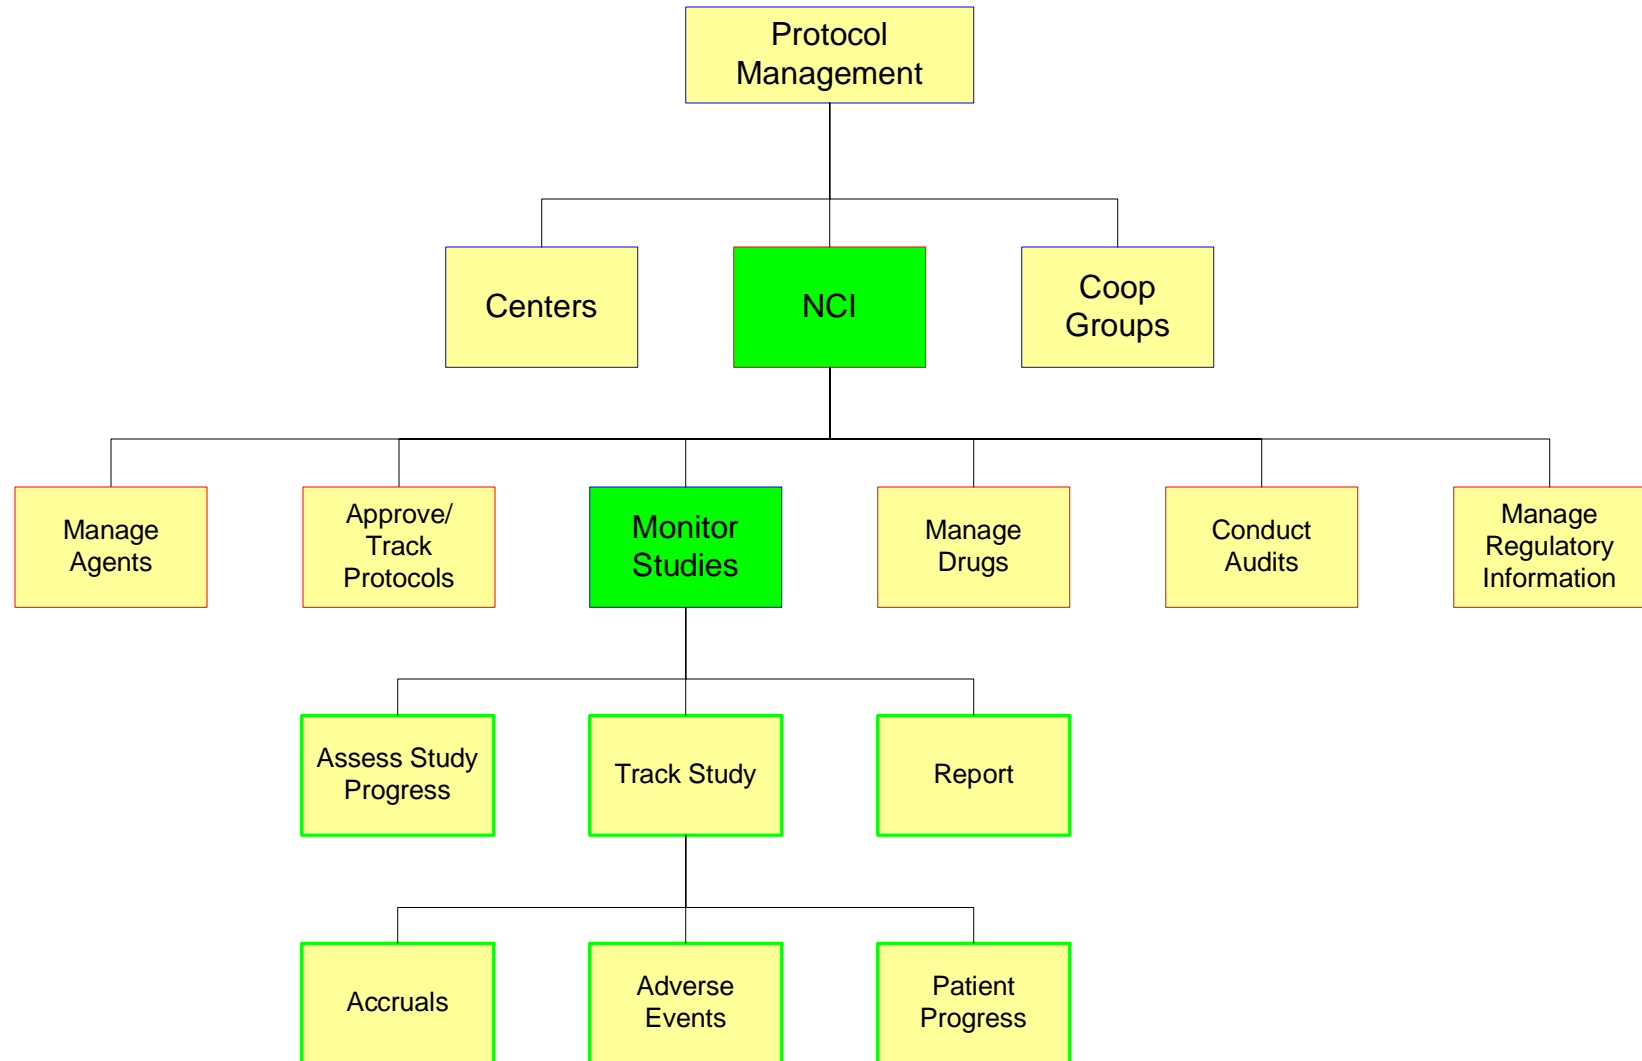 Protocol
Management
Centers
NCI
Coop
Groups
Manage
Agents
Approve/
Track
Protocols
Monitor
Studies
Manage
Drugs
Conduct
Audits
Manage
Regulatory
Information
Assess Study
Progress
Track Study
Report
Accruals
Adverse
Events
Patient
Progress